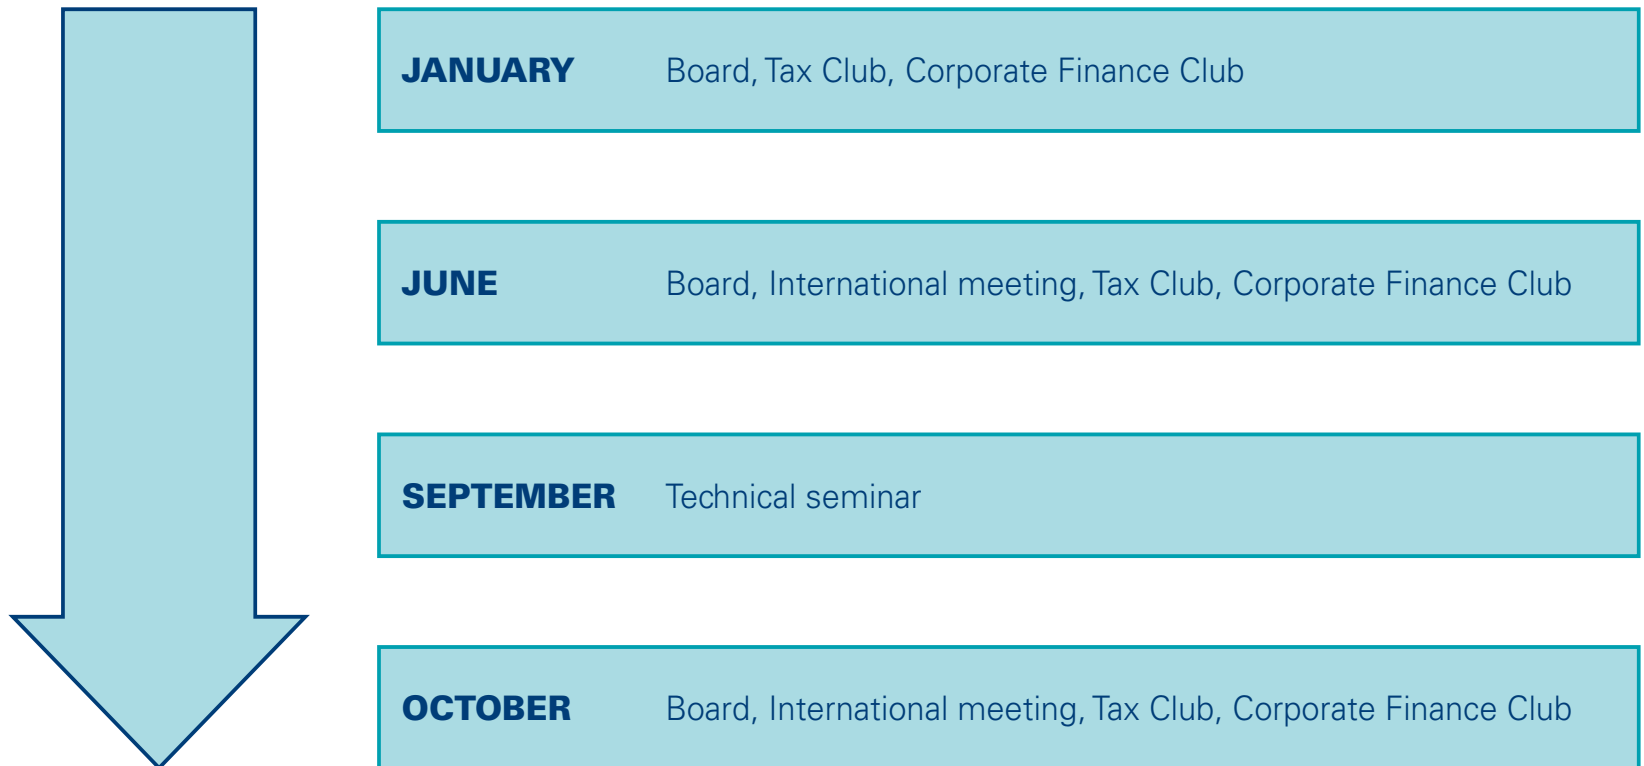 JANUARY Board, Tax Club, Corporate Finance Club
JUNE Board, International meeting, Tax Club, Corporate Finance Club
SEPTEMBER Technical seminar
OCTOBER Board, International meeting, Tax Club, Corporate Finance Club